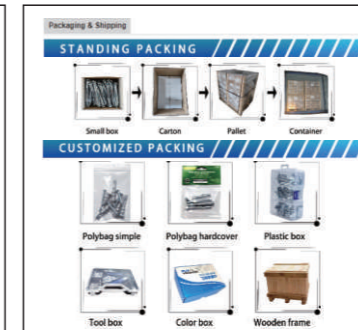 Packaging & Shipping
STANDING PACKING
Small box
Carton
Pallet
Container
CUSTOMIZED PACKING
Polybag simple
Polybag hardcover
Plastic box
Tool box
Color box
Wooden frame